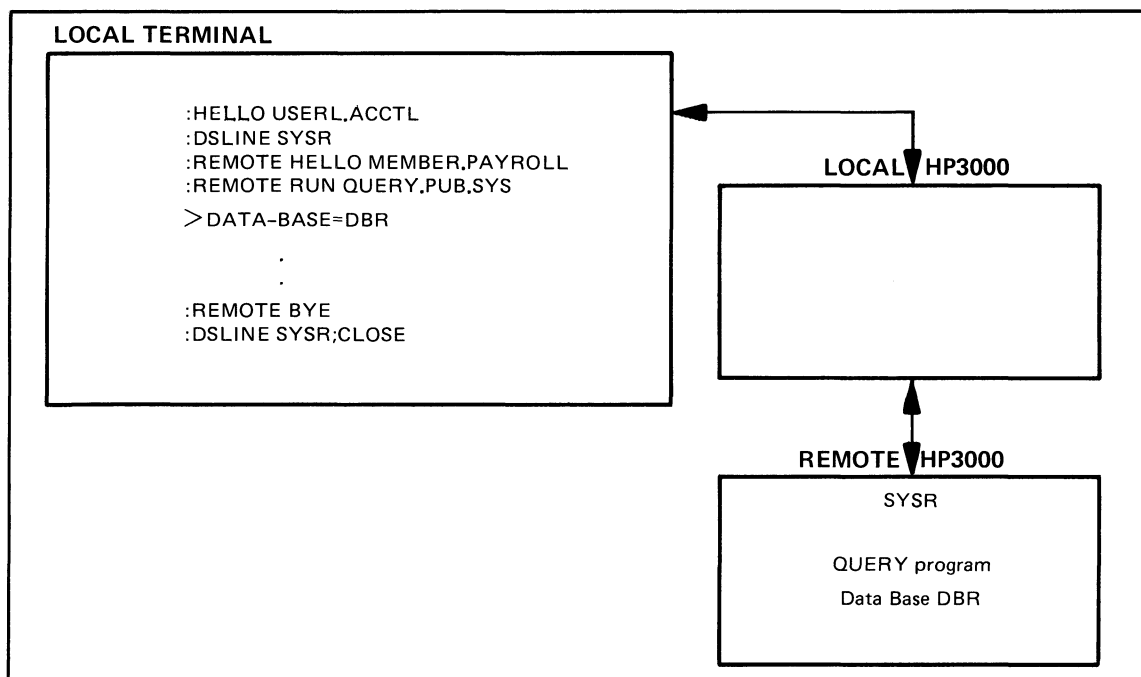 LOCAL TERMINAL
:HELLO USERL.ACCTL
:DSLINE SYSR
:REMOTE HELLO MEMBER.PAYROLL
:REMOTE RUN QUERY.PUB.SYS
>DATA-BASE=DBR
.
.
:REMOTE BYE
:DSLINE SYSR;CLOSE
LOCAL HP3000
REMOTE HP3000
SYSR
QUERY program
Data Base DBR